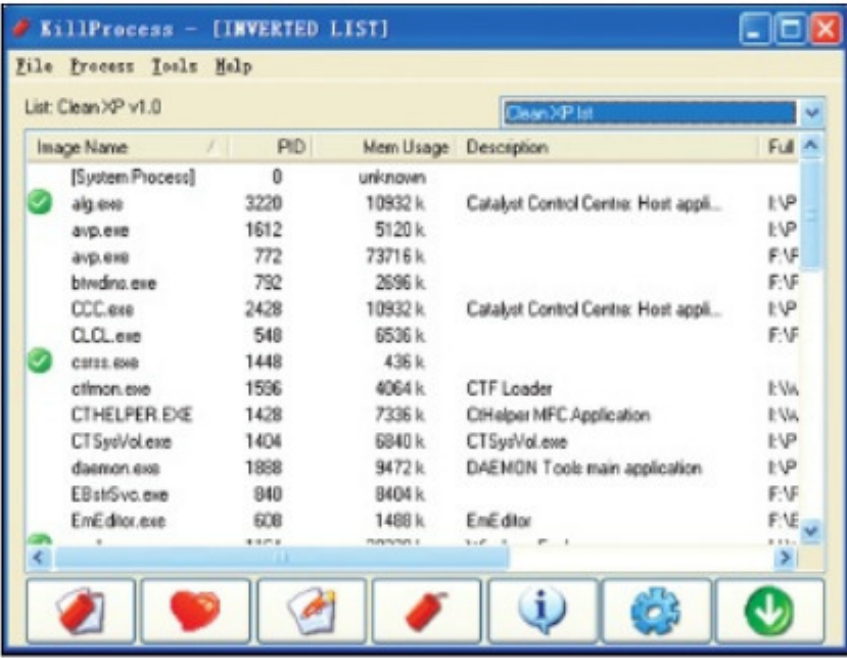 KillProcess - [INVERTED LIST]
File Process Tools Help
List: Clean XP v1.0 Clean XP.lst
Image Name PID Mem Usage Description Full
[System Process] 0 unknown
alg.exe 3220 10932 k Catalyst Control Centre: Host appli... I:\P
avp.exe 1612 5120 k I:\P
avp.exe 772 73716 k F:\F
btwdins.exe 792 2696 k F:\F
CCC.exe 2428 10932 k Catalyst Control Centre: Host appli... I:\P
CLCL.exe 548 6536 k F:\F
csrss.exe 1448 436 k
ctfmon.exe 1596 4064 k CTF Loader I:\w
CTHELPER.EXE 1428 7336 k CtHelper MFC Application I:\w
CTSysVol.exe 1404 6840 k CTSysVol.exe I:\P
daemon.exe 1888 9472 k DAEMON Tools main application I:\P
EBstrSvc.exe 840 8404 k F:\F
EmEditor.exe 608 1488 k EmEditor F:\E